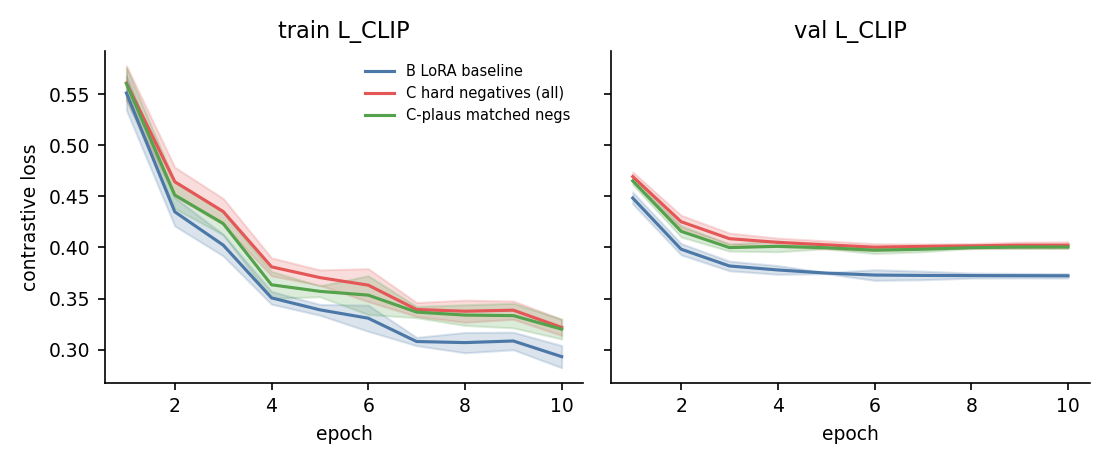 train L_CLIP
val L_CLIP
B LoRA baseline
C hard negatives (all)
C-plaus matched negs
contrastive loss
0.55
0.50
0.45
0.40
0.35
0.30
2 4 6 8 10
2 4 6 8 10
epoch
epoch